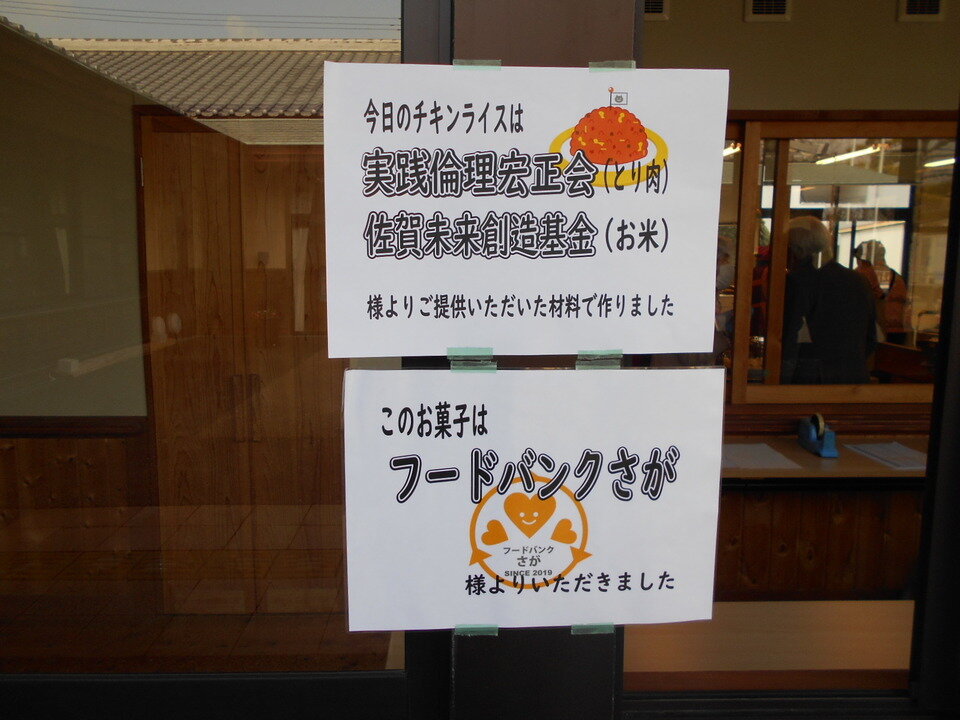 今日のチキンライスは
実践倫理宏正会（とり肉）
佐賀未来創造基金（お米）
様よりご提供いただいた材料で作りました
このお菓子は
フードバンクさが
フードバンク
さが
SINCE 2019
様よりいただきました